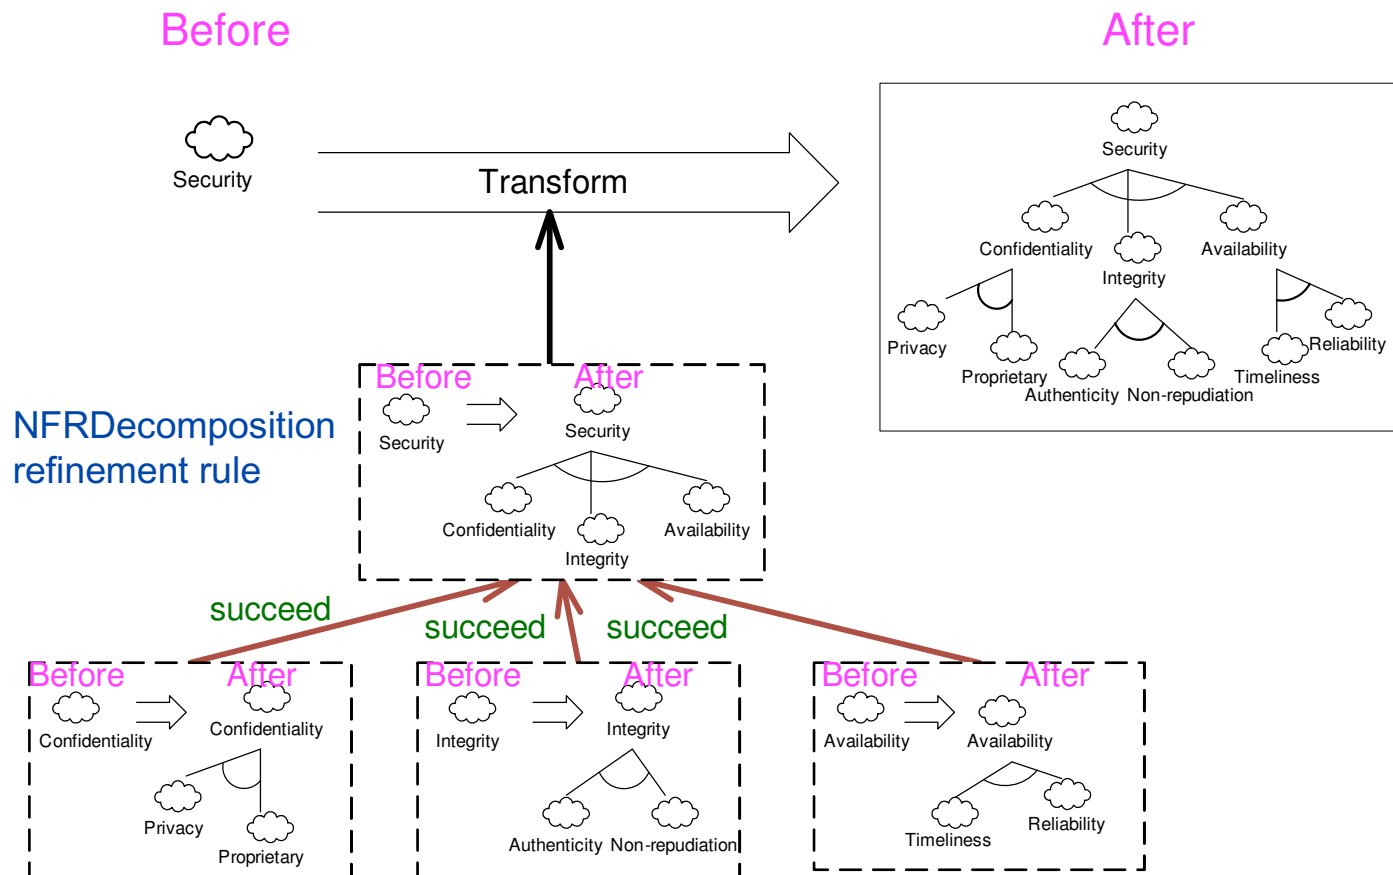 Before
After
Security
Transform
Security
Confidentiality
Integrity
Availability
Privacy
Proprietary
Authenticity
Non-repudiation
Timeliness
Reliability
NFRDecomposition
refinement rule
Before
After
Security
Security
Confidentiality
Integrity
Availability
succeed
succeed
succeed
Before
After
Confidentiality
Confidentiality
Privacy
Proprietary
Before
After
Integrity
Integrity
Authenticity
Non-repudiation
Before
After
Availability
Availability
Timeliness
Reliability